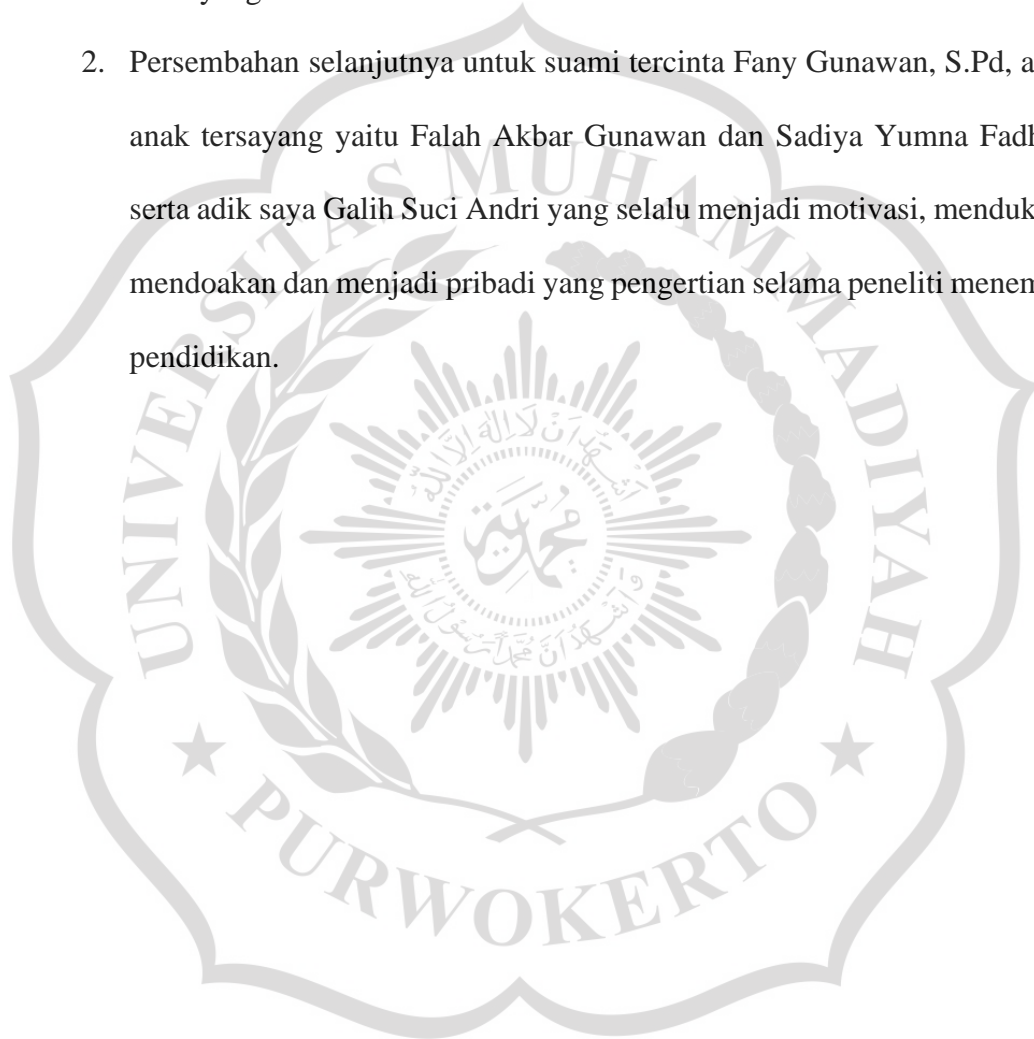 2. Persembahan selanjutnya untuk suami tercinta Fany Gunawan, S.Pd,
anak tersayang yaitu Falah Akbar Gunawan dan Sadiya Yumna
serta adik saya Galih Suci Andri yang selalu menjadi motivasi,
mendoakan dan menjadi pribadi yang pengertian selama peneliti
pendidikan.
UNIVERSITAS MUHAMMADIYAH
PURWOKERTO